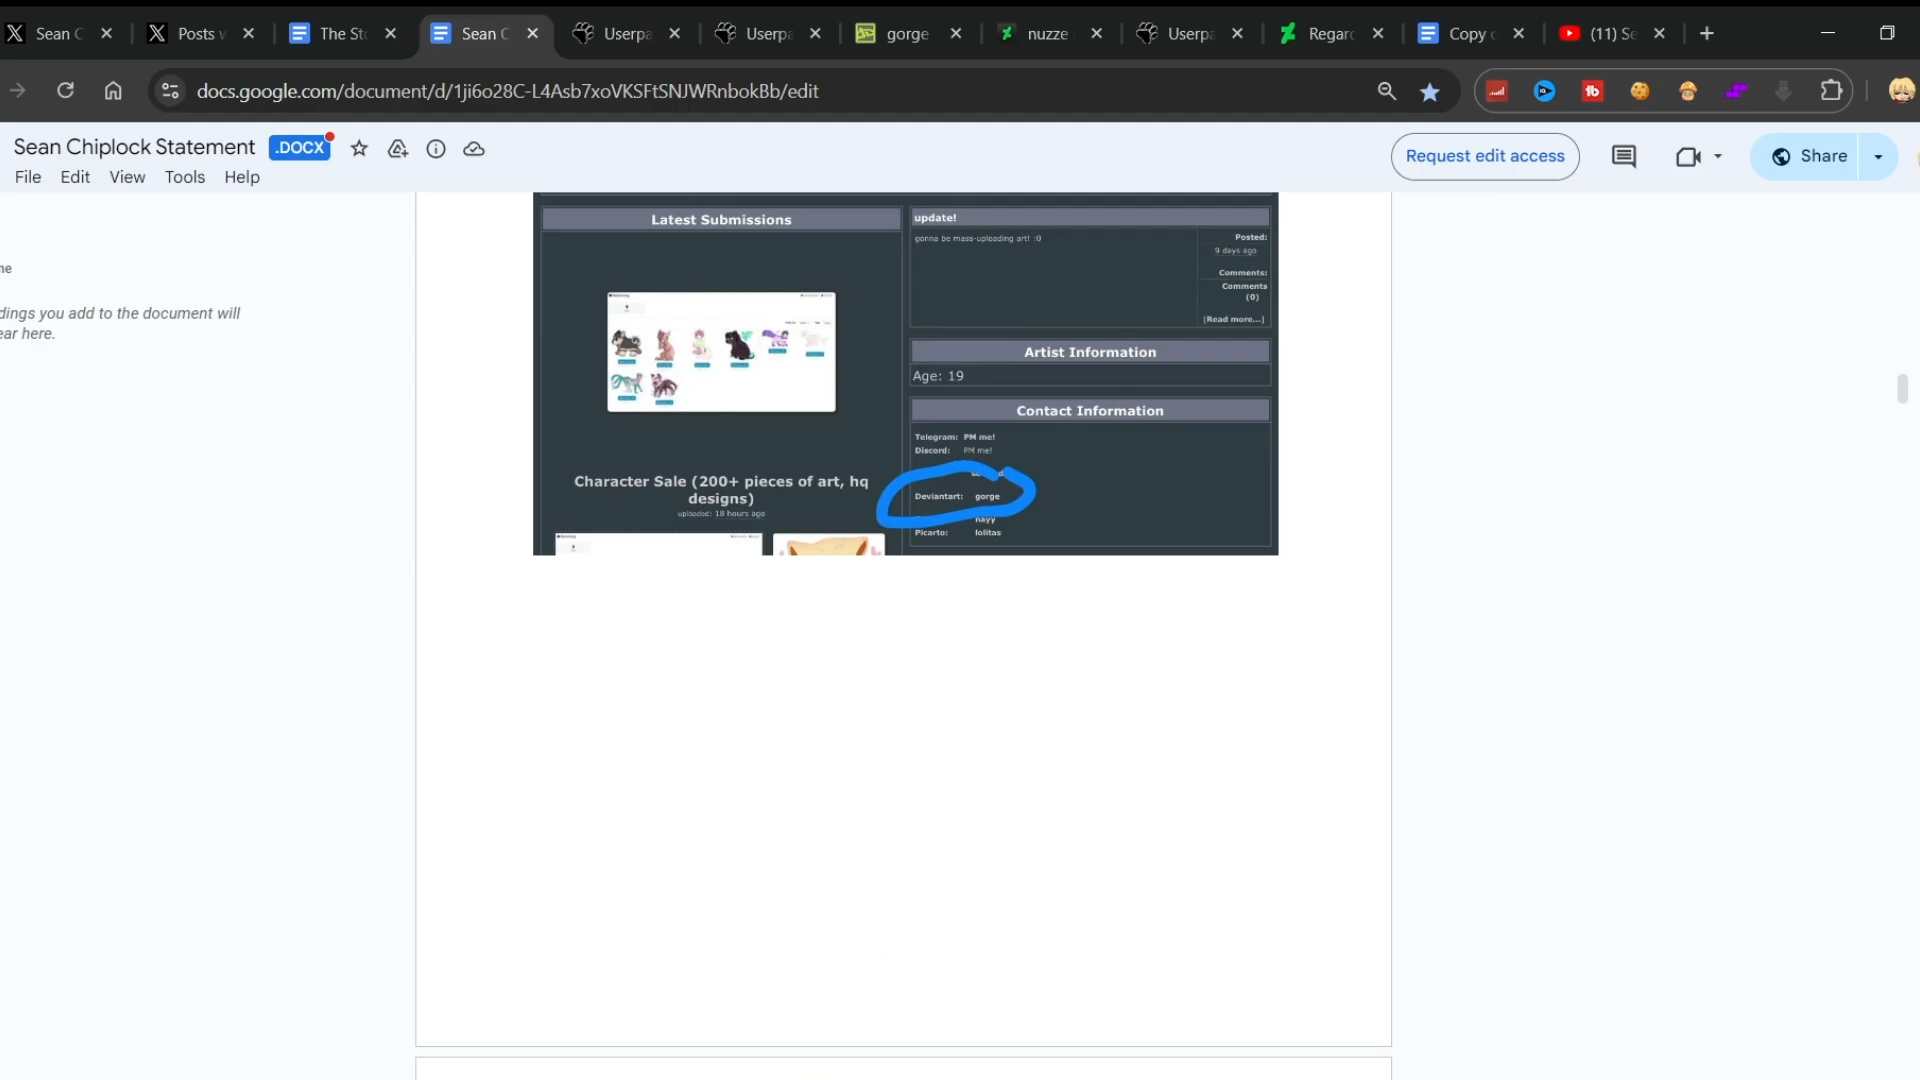 Sean C
Posts w
The Sto
Sean C
Userpa
Userpa
gorge
nuzze
Userpa
Regard
Copy o
(11) Se
docs.google.com/document/d/1ji6o28C-L4Asb7xoVKSFtSNJWRnbokBb/edit
Sean Chiplock Statement
.DOCX
File Edit View Tools Help
Request edit access
Share
ne
dings you add to the document will
ear here.
Latest Submissions
Character Sale (200+ pieces of art, hq
designs)
uploaded: 18 hours ago
update!
gonna be mass-uploading art! :0
Posted:
9 days ago
Comments:
Comments
(0)
[Read more...]
Artist Information
Age: 19
Contact Information
Telegram: PM me!
Discord: PM me!
Deviantart: gorge
nayy
Picarto: lolitas